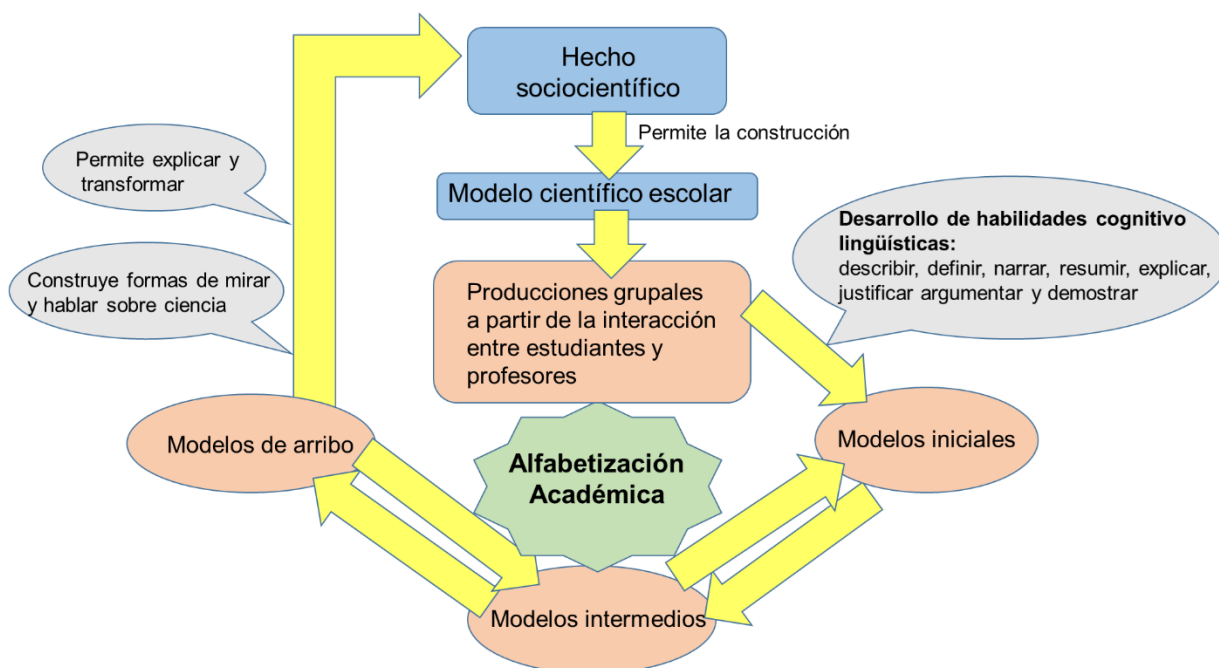 Hecho
sociocientífico
Permite la construcción
Permite explicar y
transformar
Modelo científico escolar
Desarrollo de habilidades cognitivo
lingüísticas:
describir, definir, narrar, resumir, explicar,
justificar argumentar y demostrar
Construye formas de mirar
y hablar sobre ciencia
Producciones grupales
a partir de la interacción
entre estudiantes y
profesores
Modelos de arribo
Modelos iniciales
Alfabetización
Académica
Modelos intermedios